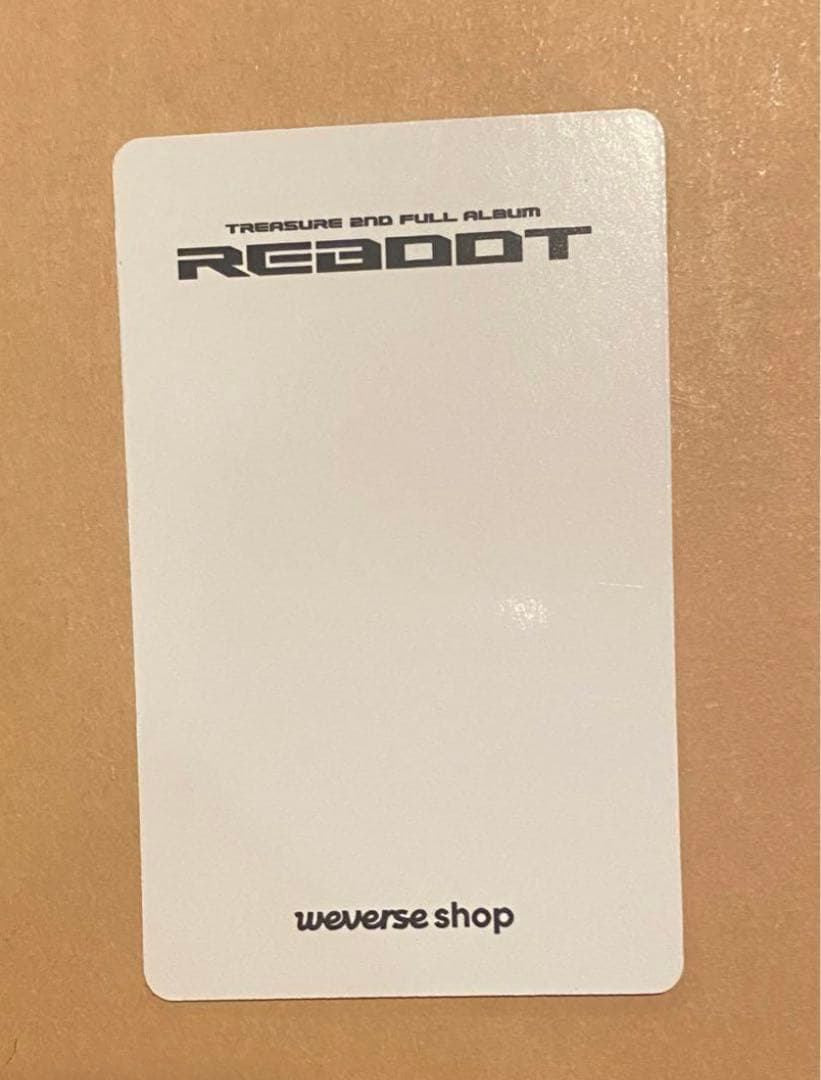 TREASURE 2ND FULL ALBUM
REBOOT
weverse shop